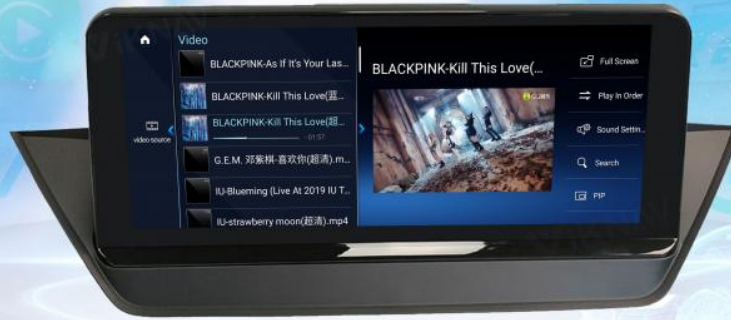 Video
BLACKPINK-As If It's Your Las...
BLACKPINK-Kill This Love(蓝...
BLACKPINK-Kill This Love(超...
-01:57
G.E.M. 邓紫棋-喜欢你(超清).m...
IU-Blueming (Live At 2019 IU T...
IU-strawberry moon(超清).mp4
video source
BLACKPINK-Kill This Love(...
Full Screen
Play In Order
Sound Settin...
Search
PIP